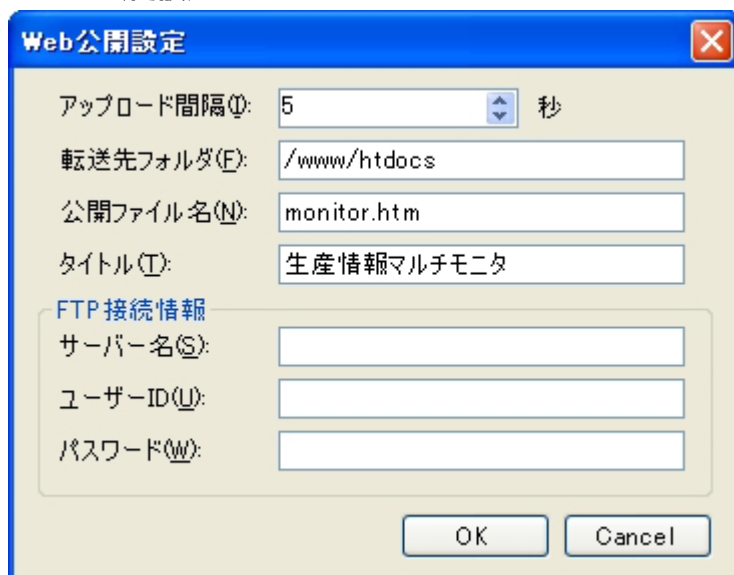 Web公開設定
アップロード間隔(I): 5 秒
転送先フォルダ(F): /www/htdocs
公開ファイル名(N): monitor.htm
タイトル(T): 生産情報マルチモニタ
FTP接続情報
サーバー名(S):
ユーザーID(U):
パスワード(W):
OK Cancel